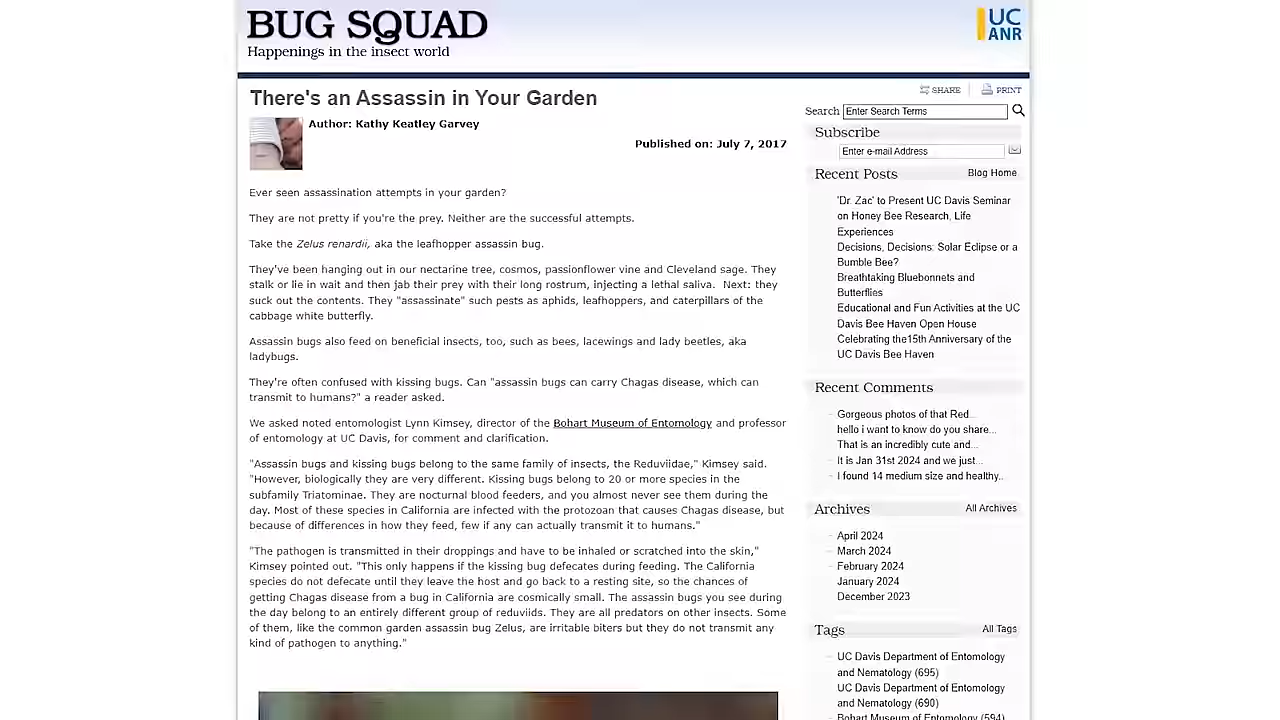 BUG SQUAD
Happenings in the insect world
UC
ANR
SHARE
PRINT
There's an Assassin in Your Garden
Author: Kathy Keatley Garvey
Published on: July 7, 2017
Ever seen assassination attempts in your garden?
They are not pretty if you're the prey. Neither are the successful attempts.
Take the Zelus renardii, aka the leafhopper assassin bug.
They've been hanging out in our nectarine tree, cosmos, passionflower vine and Cleveland sage. They
stalk or lie in wait and then jab their prey with their long rostrum, injecting a lethal saliva.  Next: they
suck out the contents. They "assassinate" such pests as aphids, leafhoppers, and caterpillars of the
cabbage white butterfly.
Assassin bugs also feed on beneficial insects, too, such as bees, lacewings and lady beetles, aka
ladybugs.
They're often confused with kissing bugs. Can "assassin bugs can carry Chagas disease, which can
transmit to humans?" a reader asked.
We asked noted entomologist Lynn Kimsey, director of the Bohart Museum of Entomology and professor
of entomology at UC Davis, for comment and clarification.
"Assassin bugs and kissing bugs belong to the same family of insects, the Reduviidae," Kimsey said.
"However, biologically they are very different. Kissing bugs belong to 20 or more species in the
subfamily Triatominae. They are nocturnal blood feeders, and you almost never see them during the
day. Most of these species in California are infected with the protozoan that causes Chagas disease, but
because of differences in how they feed, few if any can actually transmit it to humans."
"The pathogen is transmitted in their droppings and have to be inhaled or scratched into the skin,"
Kimsey pointed out. "This only happens if the kissing bug defecates during feeding. The California
species do not defecate until they leave the host and go back to a resting site, so the chances of
getting Chagas disease from a bug in California are cosmically small. The assassin bugs you see during
the day belong to an entirely different group of reduviids. They are all predators on other insects. Some
of them, like the common garden assassin bug Zelus, are irritable biters but they do not transmit any
kind of pathogen to anything."
Search Enter Search Terms
Subscribe
Enter e-mail Address
Recent Posts Blog Home
'Dr. Zac' to Present UC Davis Seminar
on Honey Bee Research, Life
Experiences
Decisions, Decisions: Solar Eclipse or a
Bumble Bee?
Breathtaking Bluebonnets and
Butterflies
Educational and Fun Activities at the UC
Davis Bee Haven Open House
Celebrating the15th Anniversary of the
UC Davis Bee Haven
Recent Comments
Gorgeous photos of that Red...
hello i want to know do you share...
That is an incredibly cute and...
It is Jan 31st 2024 and we just...
I found 14 medium size and healthy..
Archives All Archives
April 2024
March 2024
February 2024
January 2024
December 2023
Tags All Tags
UC Davis Department of Entomology
and Nematology (695)
UC Davis Department of Entomology
and Nematology (690)
Bohart Museum of Entomology (594)